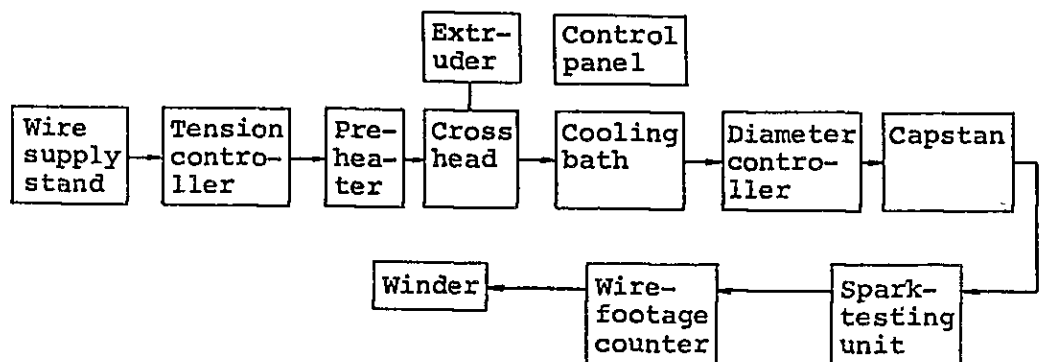 Extr-
uder
Control
panel
Wire
supply
stand
Tension
contro-
ller
Pre-
hea-
ter
Cross
head
Cooling
bath
Diameter
contro-
ller
Capstan
Winder
Wire-
footage
counter
Spark-
testing
unit